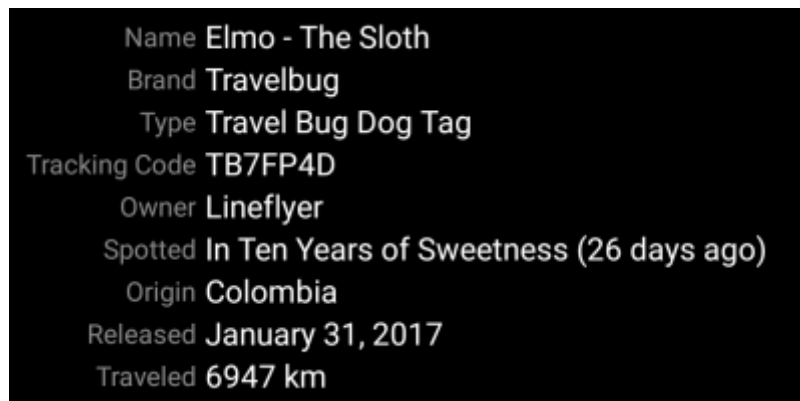 Name Elmo - The Sloth
Brand Travelbug
Type Travel Bug Dog Tag
Tracking Code TB7FP4D
Owner Lineflyer
Spotted In Ten Years of Sweetness (26 days ago)
Origin Colombia
Released January 31, 2017
Traveled 6947 km